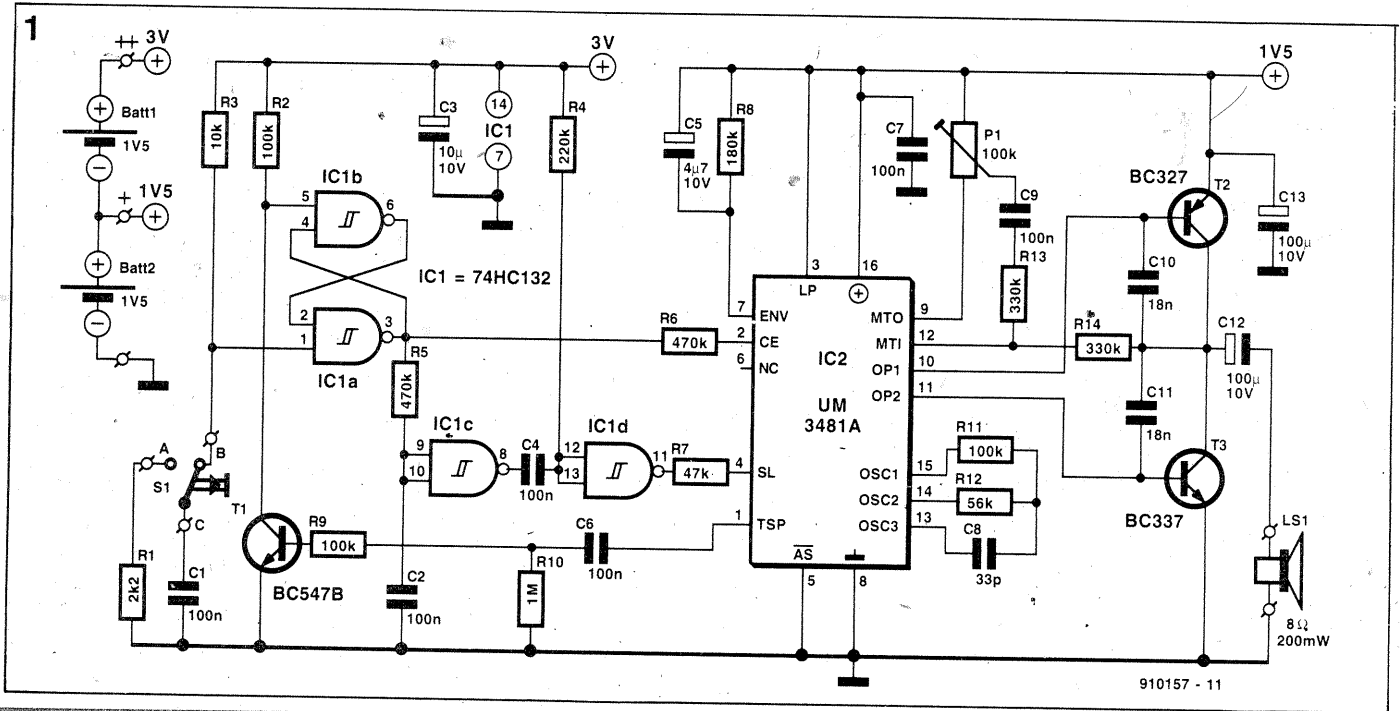 1
3V
+
Batt1
1V5
−
+ 1V5
+
Batt2
1V5
−
R3
10k
R2
100k
C3
10µ
10V
14
IC1
7
R4
220k
3V
+
IC1b
5
4
6
IC1 = 74HC132
2
1
3
IC1a
R5
470k
R6
470k
IC1c
9
10
8
C4
100n
IC1d
12
13
11
R7
47k
A
B
S1
C
T1
R1
2k2
C1
100n
BC547B
R9
100k
C2
100n
R10
1M
C6
100n
C5
4µ7
10V
R8
180k
C7
100n
P1
100k
C9
100n
R13
330k
1V5
+
BC327
T2
C13
100µ
10V
C10
18n
R14
330k
C12
100µ
10V
C11
18n
T3
BC337
3
LP
16
+
7
ENV
2
CE
6
NC
4
SL
1
TSP
IC2
UM
3481A
MTO
9
MTI
12
OP1
10
OP2
11
OSC1
15
OSC2
14
OSC3
13
AS
5
8
R11
100k
R12
56k
C8
33p
LS1
8Ω
200mW
910157 - 11